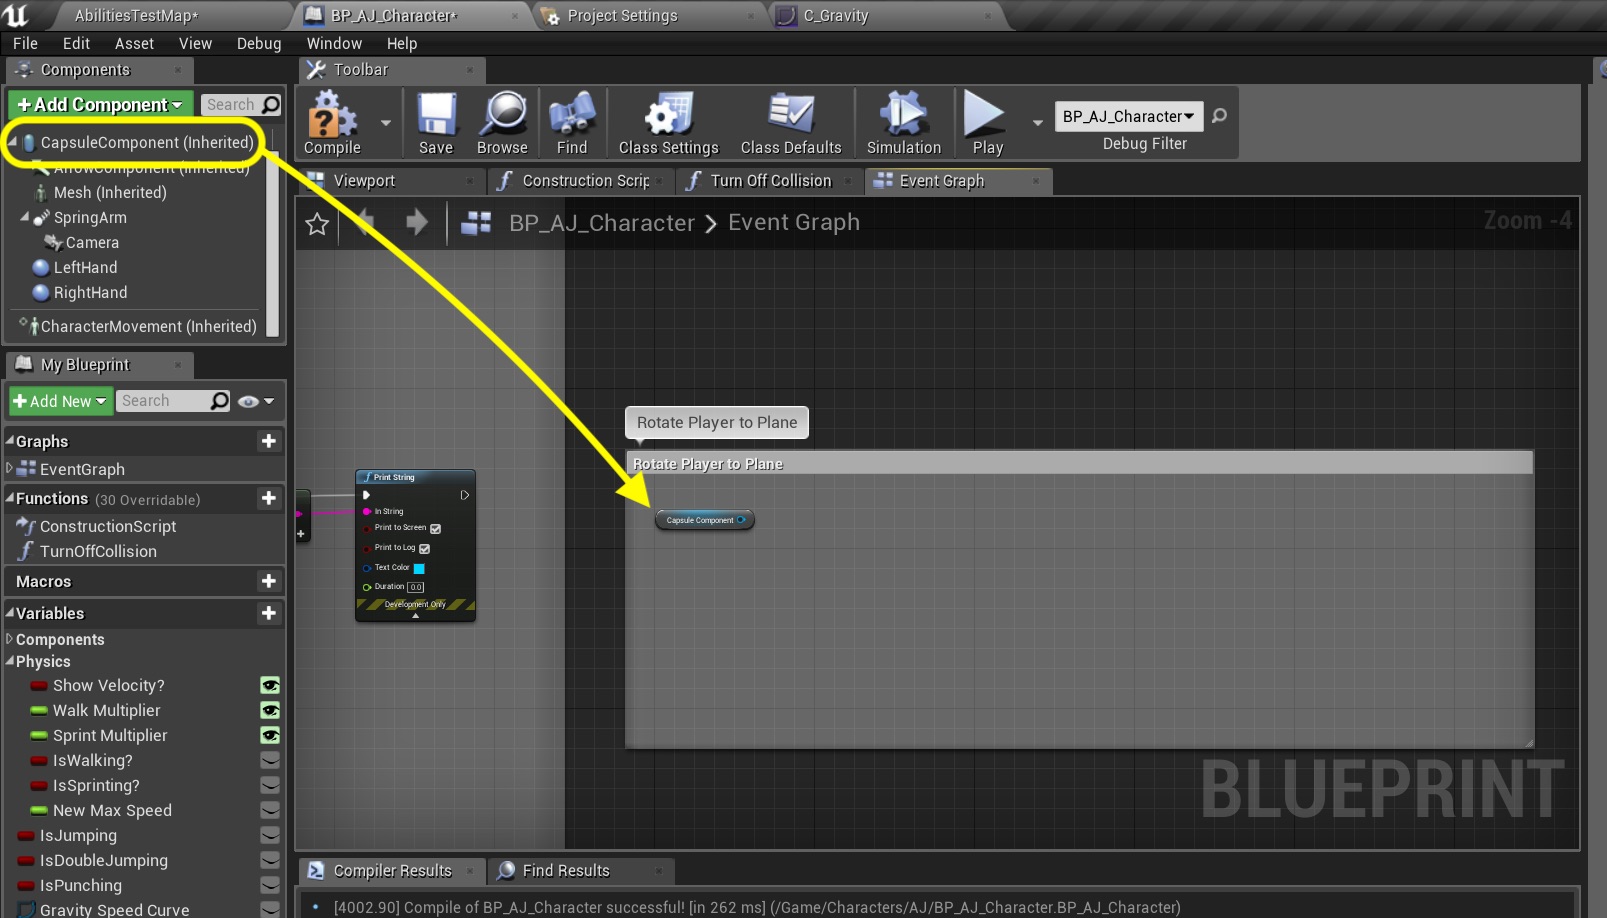 AbilitiesTestMap*
BP_AJ_Character*
Project Settings
C_Gravity
File Edit Asset View Debug Window Help
Components
Toolbar
+Add Component
Search
CapsuleComponent (Inherited)
ArrowComponent (Inherited)
Mesh (Inherited)
SpringArm
Camera
LeftHand
RightHand
CharacterMovement (Inherited)
Compile
Save
Browse
Find
Class Settings
Class Defaults
Simulation
Play
BP_AJ_Character
Debug Filter
Viewport
Construction Scrip
Turn Off Collision
Event Graph
BP_AJ_Character > Event Graph
Zoom -4
My Blueprint
+Add New
Search
Graphs
EventGraph
Functions (30 Overridable)
ConstructionScript
TurnOffCollision
Macros
Variables
Components
Physics
Show Velocity?
Walk Multiplier
Sprint Multiplier
IsWalking?
IsSprinting?
New Max Speed
IsJumping
IsDoubleJumping
IsPunching
Gravity Speed Curve
Print String
In String
Print to Screen
Print to Log
Text Color
Duration 0.0
Development Only
Rotate Player to Plane
Rotate Player to Plane
Capsule Component
BLUEPRINT
Compiler Results
Find Results
[4002.90] Compile of BP_AJ_Character successful! [in 262 ms] (/Game/Characters/AJ/BP_AJ_Character.BP_AJ_Character)